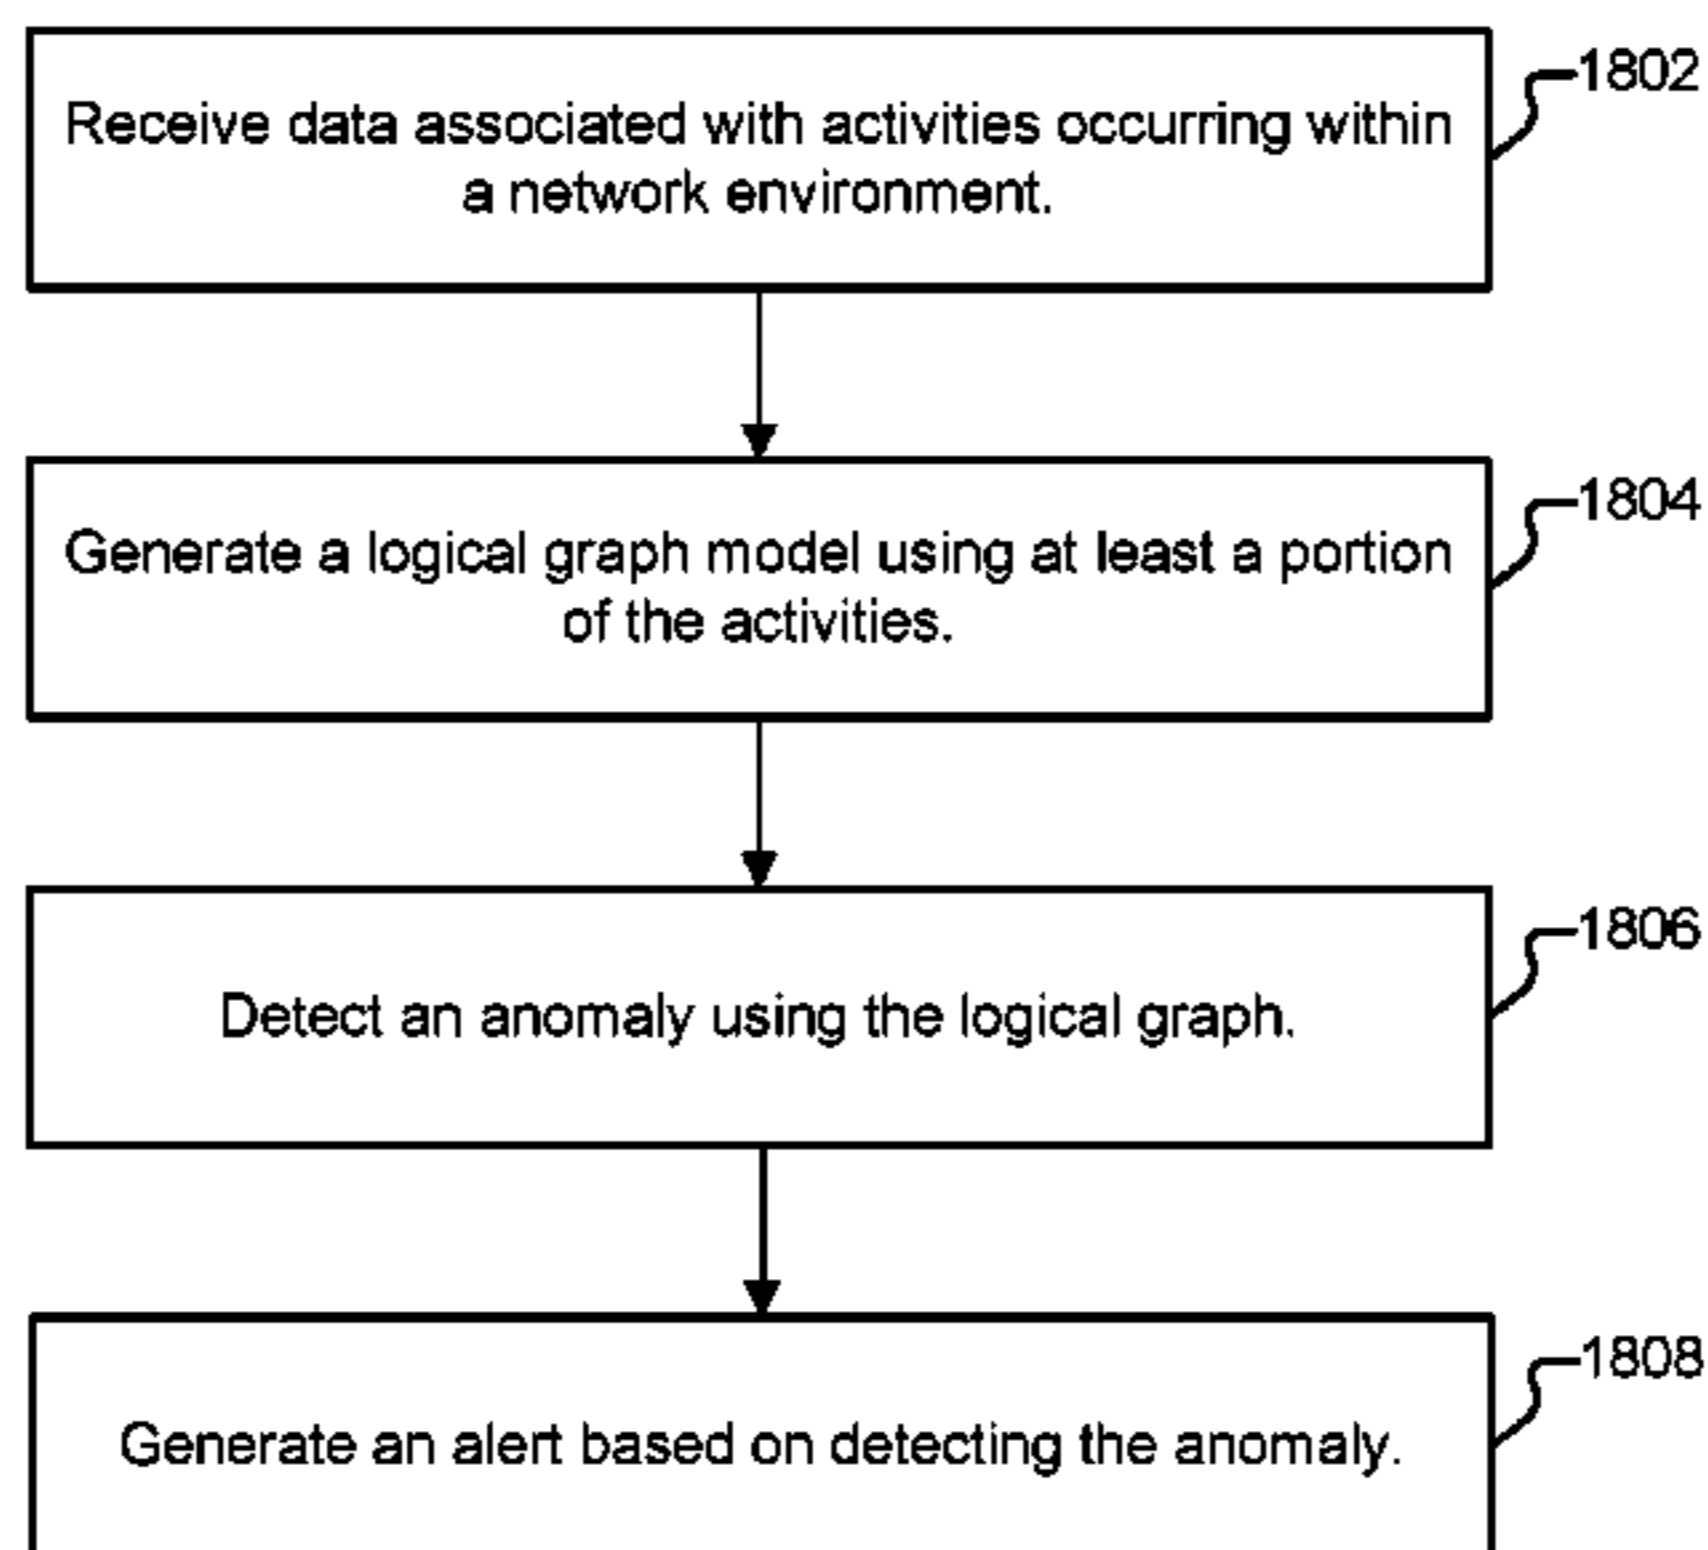 1802
Receive data associated with activities occurring within
a network environment.
1804
Generate a logical graph model using at least a portion
of the activities.
1806
Detect an anomaly using the logical graph.
1808
Generate an alert based on detecting the anomaly.